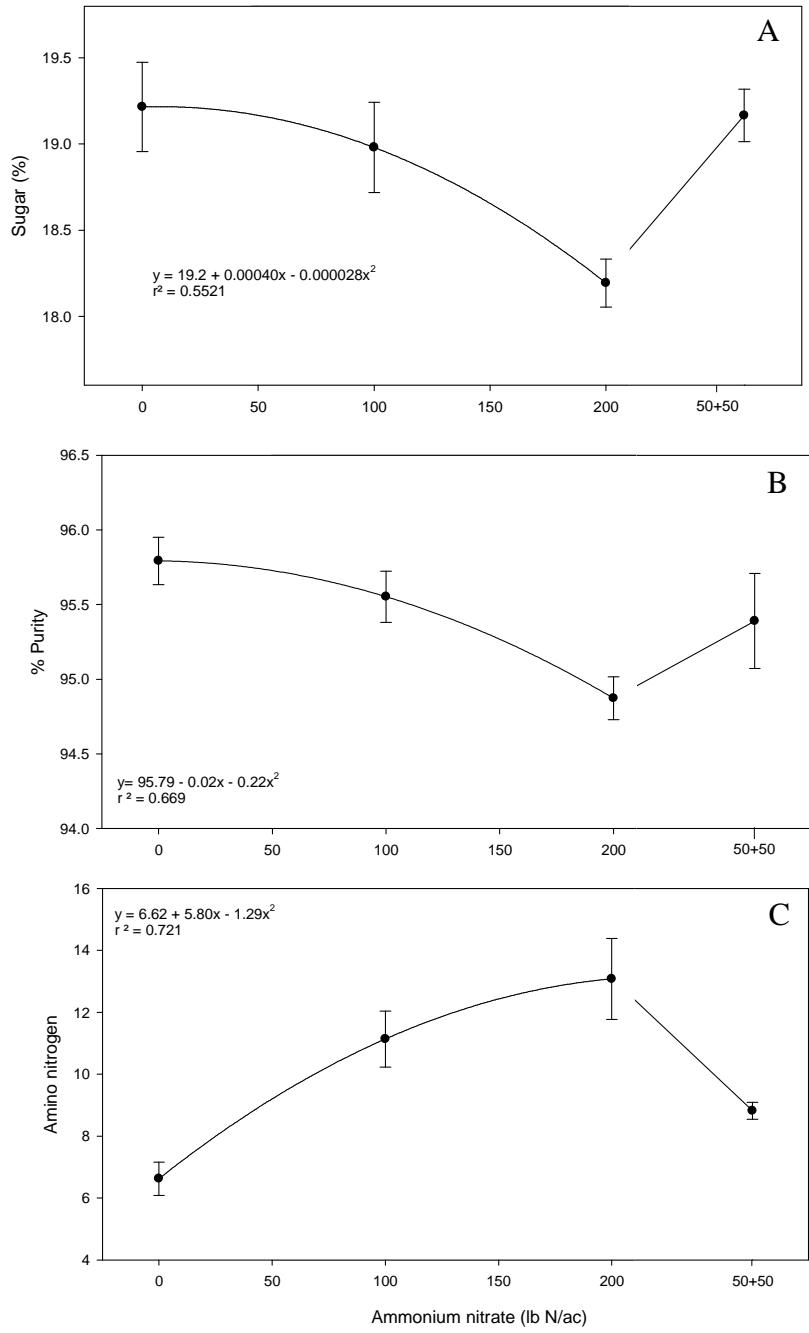 A
19.5
19.0
18.5
18.0
Sugar (%)
y = 19.2 + 0.00040x - 0.000028x²
r² = 0.5521
0 50 100 150 200 50+50
B
96.5
96.0
95.5
95.0
94.5
94.0
% Purity
y= 95.79 - 0.02x - 0.22x²
r ² = 0.669
0 50 100 150 200 50+50
C
16
14
12
10
8
6
4
Amino nitrogen
y = 6.62 + 5.80x - 1.29x²
r ² = 0.721
0 50 100 150 200 50+50
Ammonium nitrate (lb N/ac)